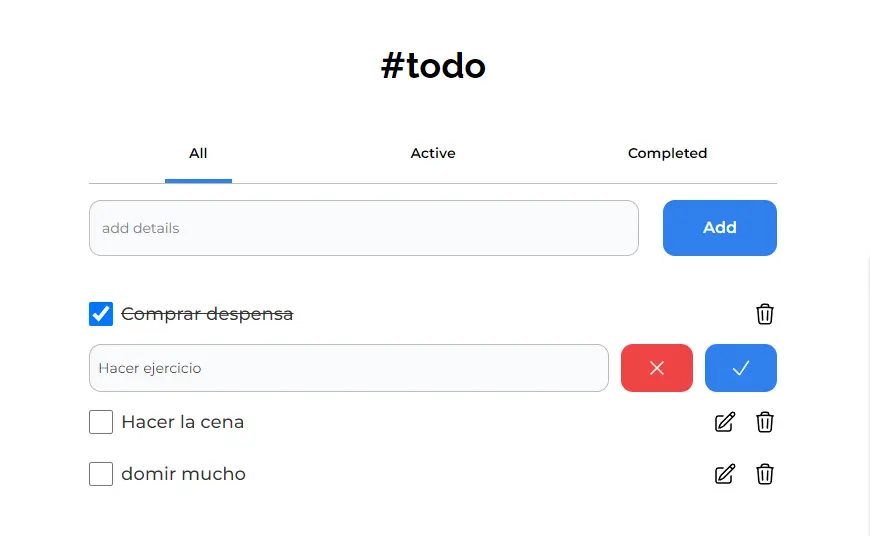 #todo
All Active Completed
add details Add
Comprar despensa
Hacer ejercicio
Hacer la cena
domir mucho